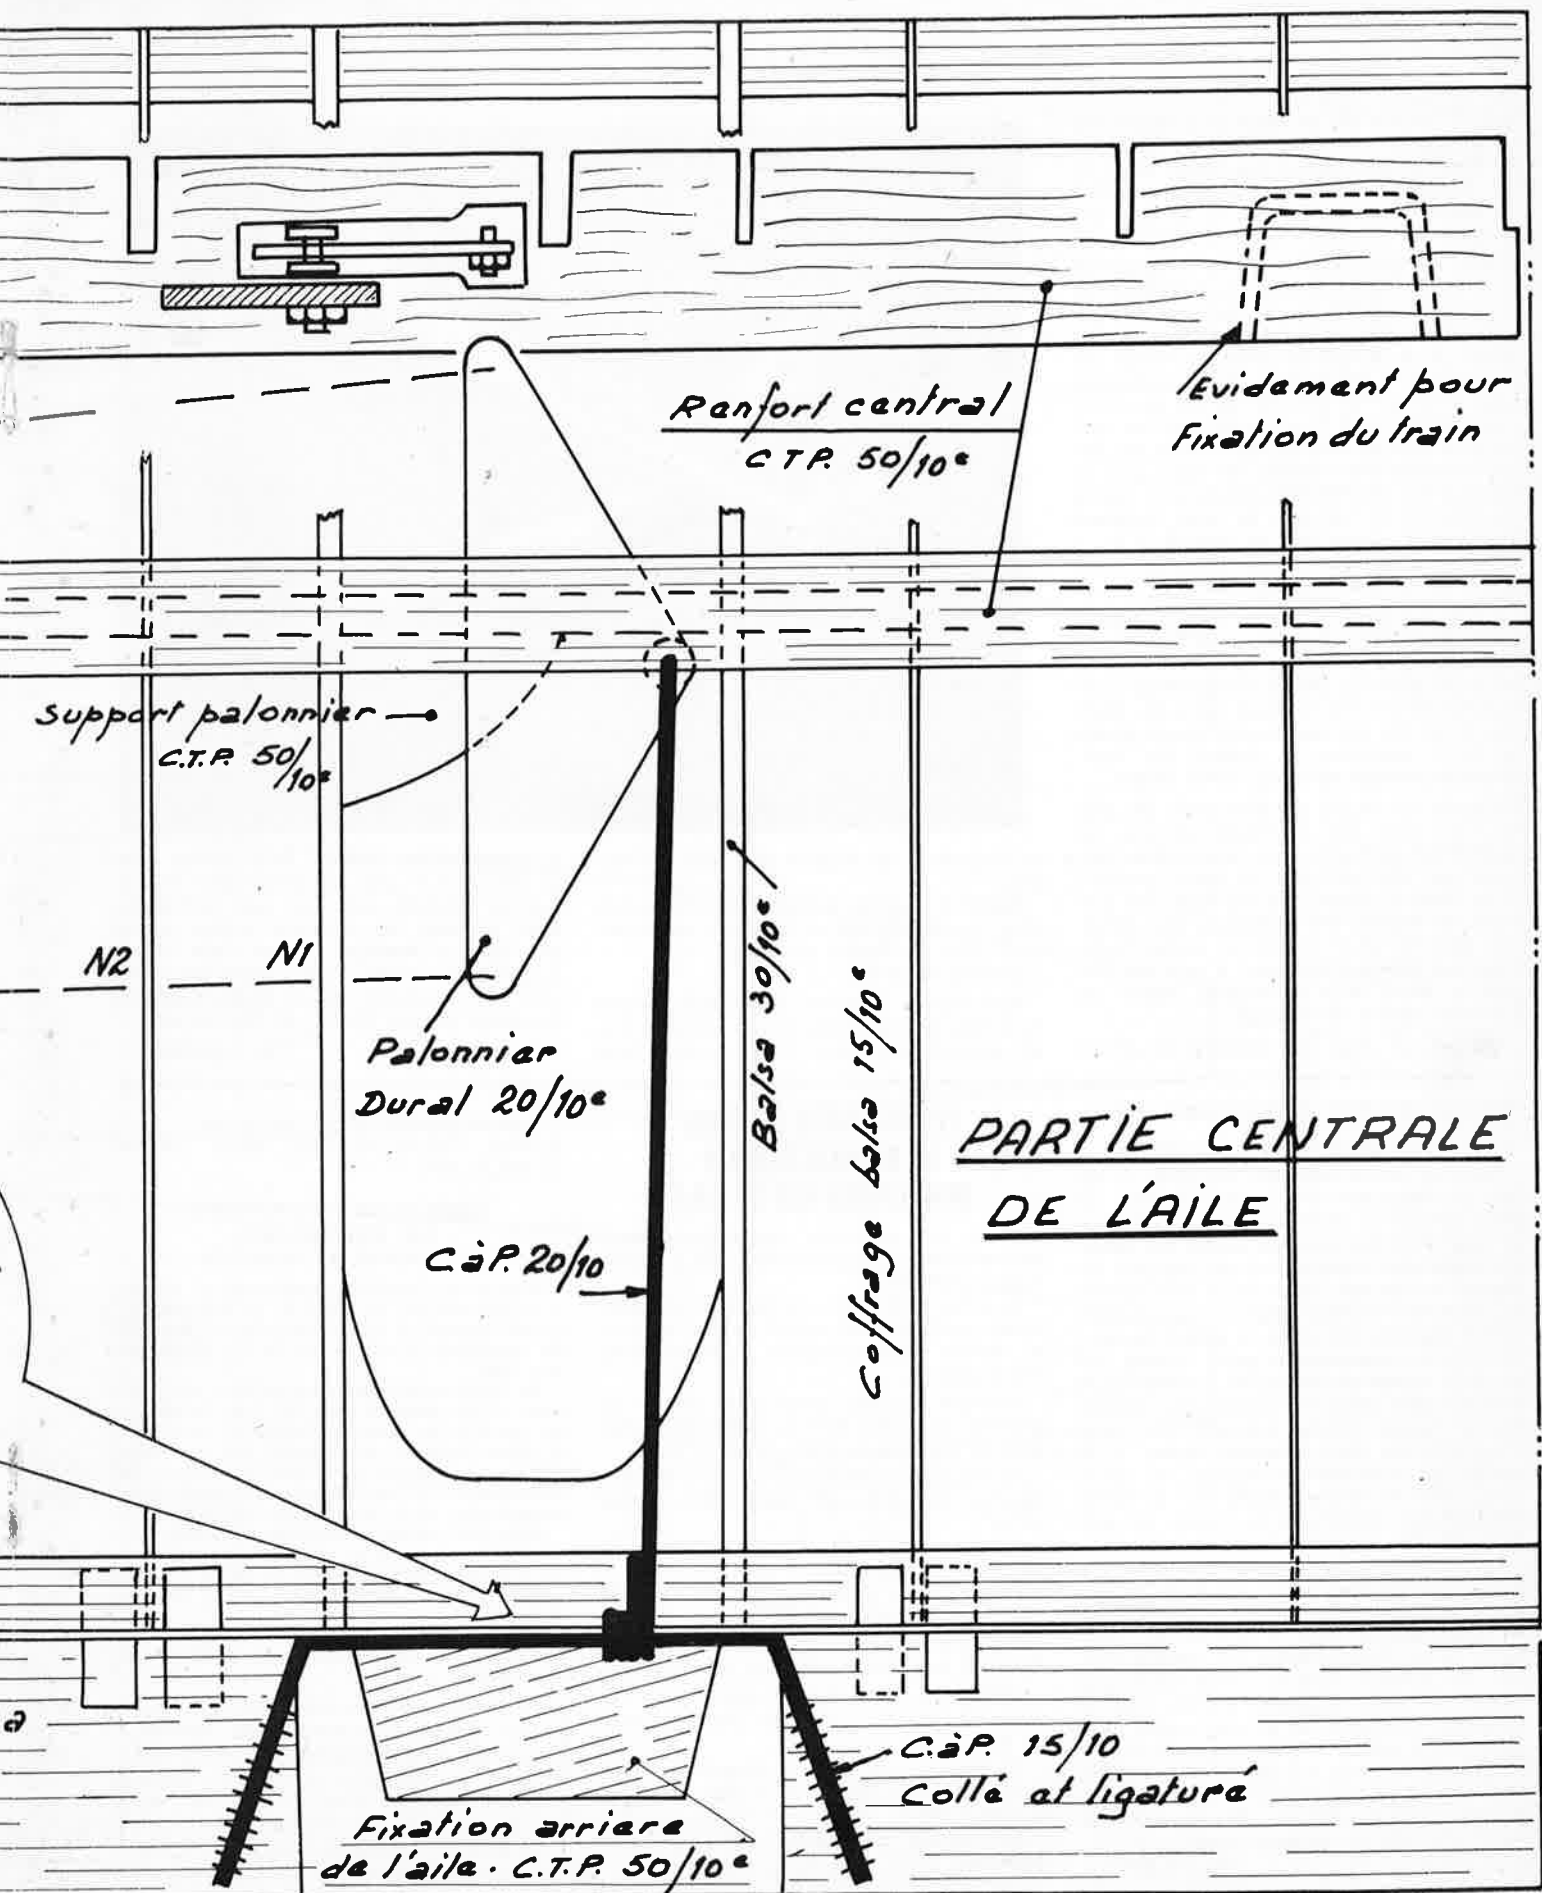 Renfort central
CTP. 50/10e
Evidement pour
Fixation du train
Support palonnier
C.T.P. 50/10e
N2
N1
Palonnier
Dural 20/10e
Balsa 30/10e
Coffrage balsa 15/10e
PARTIE CENTRALE
DE L'AILE
C.àP. 20/10
a
C.àP. 15/10
Collé et ligaturé
Fixation arriere
de l'aile. C.T.P. 50/10e